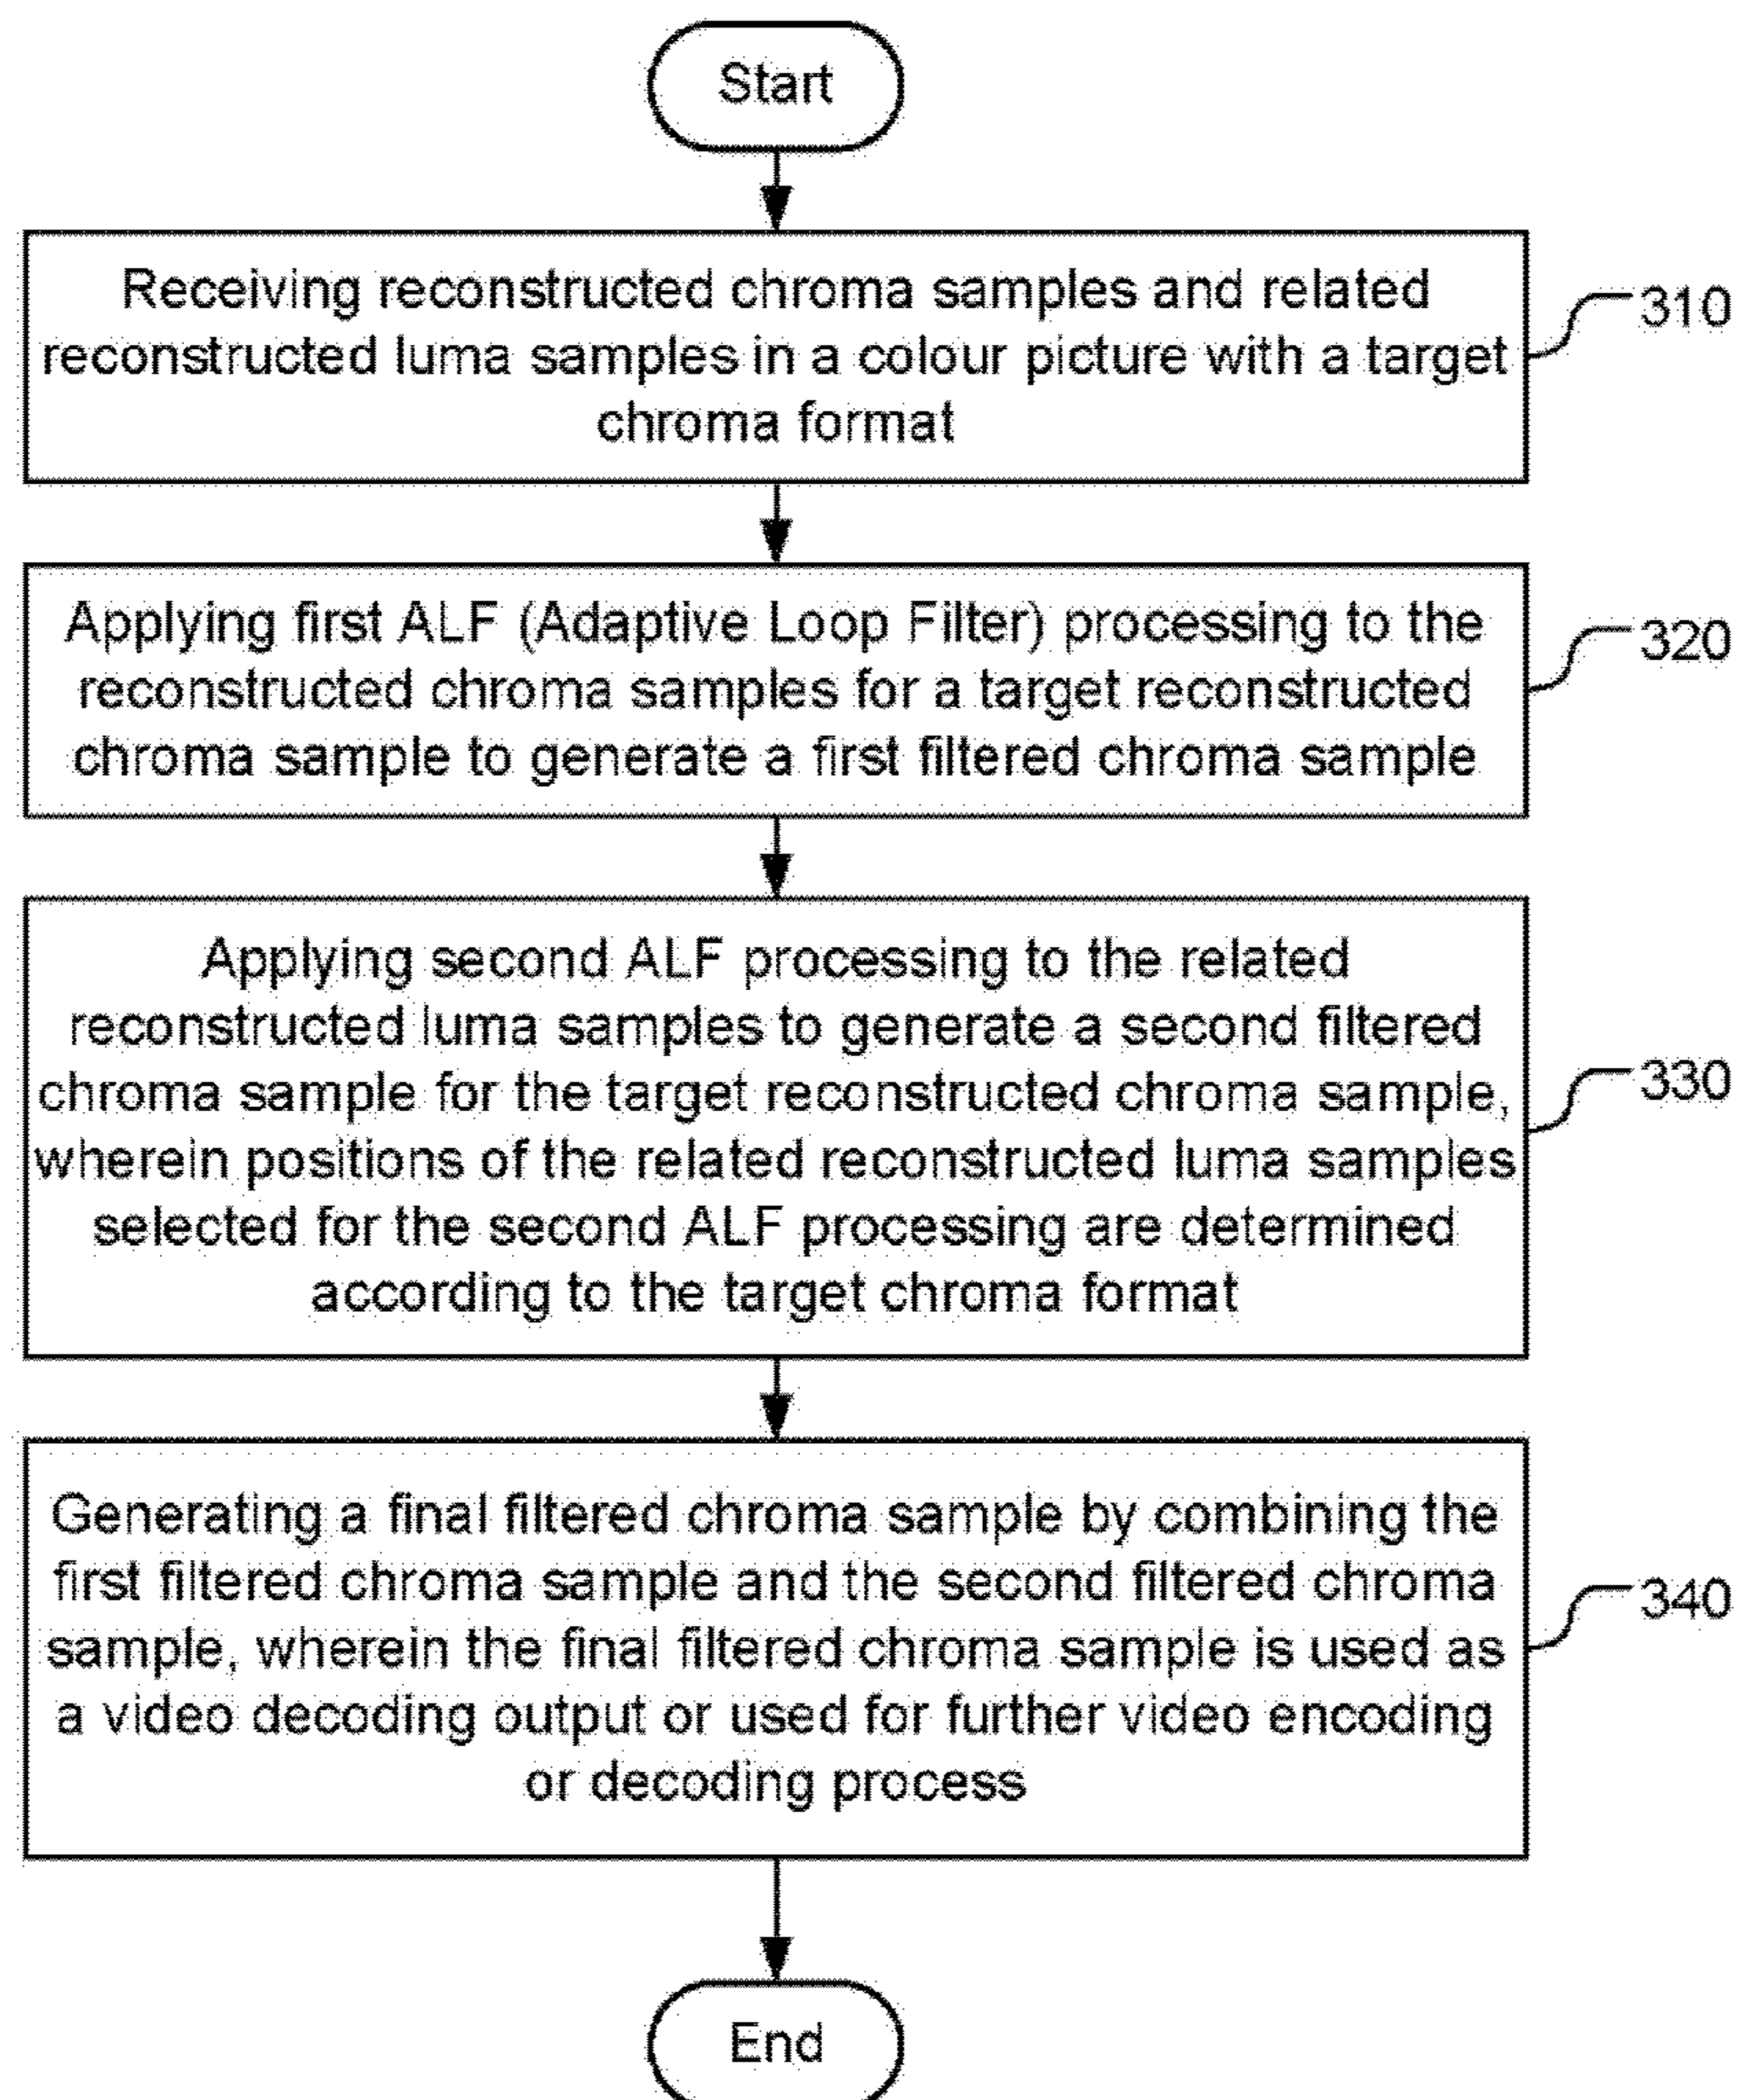 Start
Receiving reconstructed chroma samples and related
reconstructed luma samples in a colour picture with a target
chroma format
310
Applying first ALF (Adaptive Loop Filter) processing to the
reconstructed chroma samples for a target reconstructed
chroma sample to generate a first filtered chroma sample
320
Applying second ALF processing to the related
reconstructed luma samples to generate a second filtered
chroma sample for the target reconstructed chroma sample,
wherein positions of the related reconstructed luma samples
selected for the second ALF processing are determined
according to the target chroma format
330
Generating a final filtered chroma sample by combining the
first filtered chroma sample and the second filtered chroma
sample, wherein the final filtered chroma sample is used as
a video decoding output or used for further video encoding
or decoding process
340
End